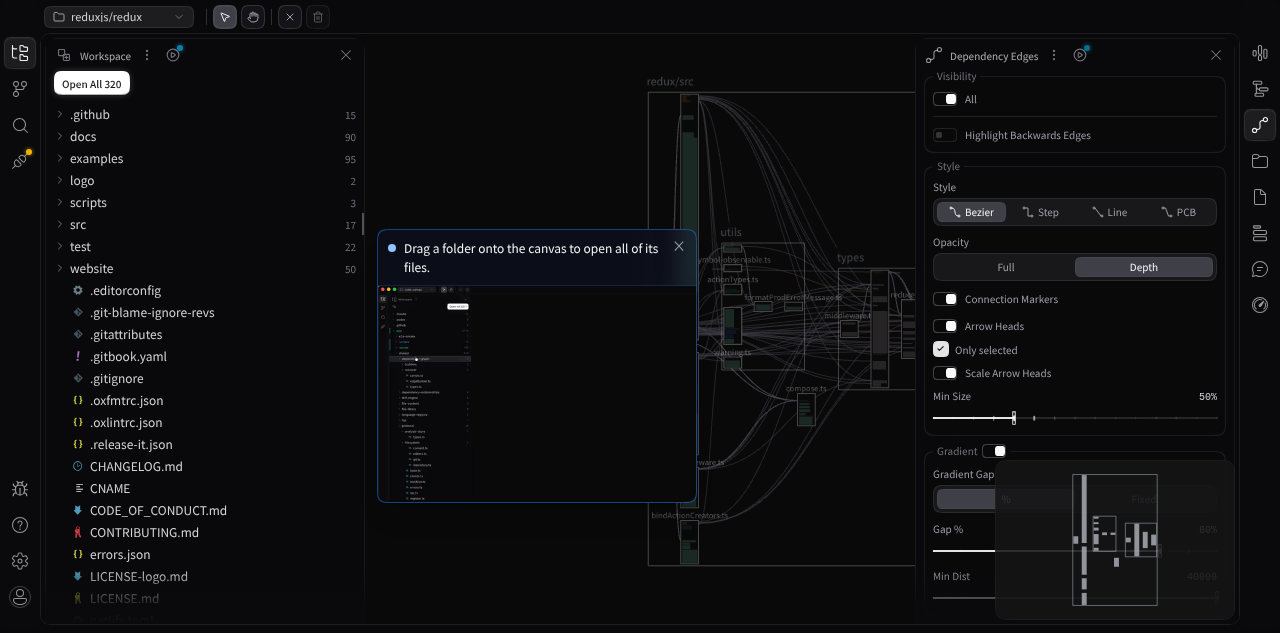 reduxjs/redux
Workspace
Open All 320
.github 15
docs 90
examples 95
logo 2
scripts 3
src 17
test 22
website 50
.editorconfig
.git-blame-ignore-revs
.gitattributes
.gitbook.yaml
.gitignore
.oxfmtrc.json
.oxlintrc.json
.release-it.json
CHANGELOG.md
CNAME
CODE_OF_CONDUCT.md
CONTRIBUTING.md
errors.json
LICENSE-logo.md
LICENSE.md
redux/src
utils
actionTypes.ts
formatProdErrorMessage.ts
types
middleware.ts
compose.ts
bindActionCreators.ts
Drag a folder onto the canvas to open all of its
files.
Dependency Edges
Visibility
All
Highlight Backwards Edges
Style
Style
Bezier Step Line PCB
Opacity
Full Depth
Connection Markers
Arrow Heads
Only selected
Scale Arrow Heads
Min Size 50%
Gradient
Gradient Gap
% Fixed
Gap % 80%
Min Dist 40000